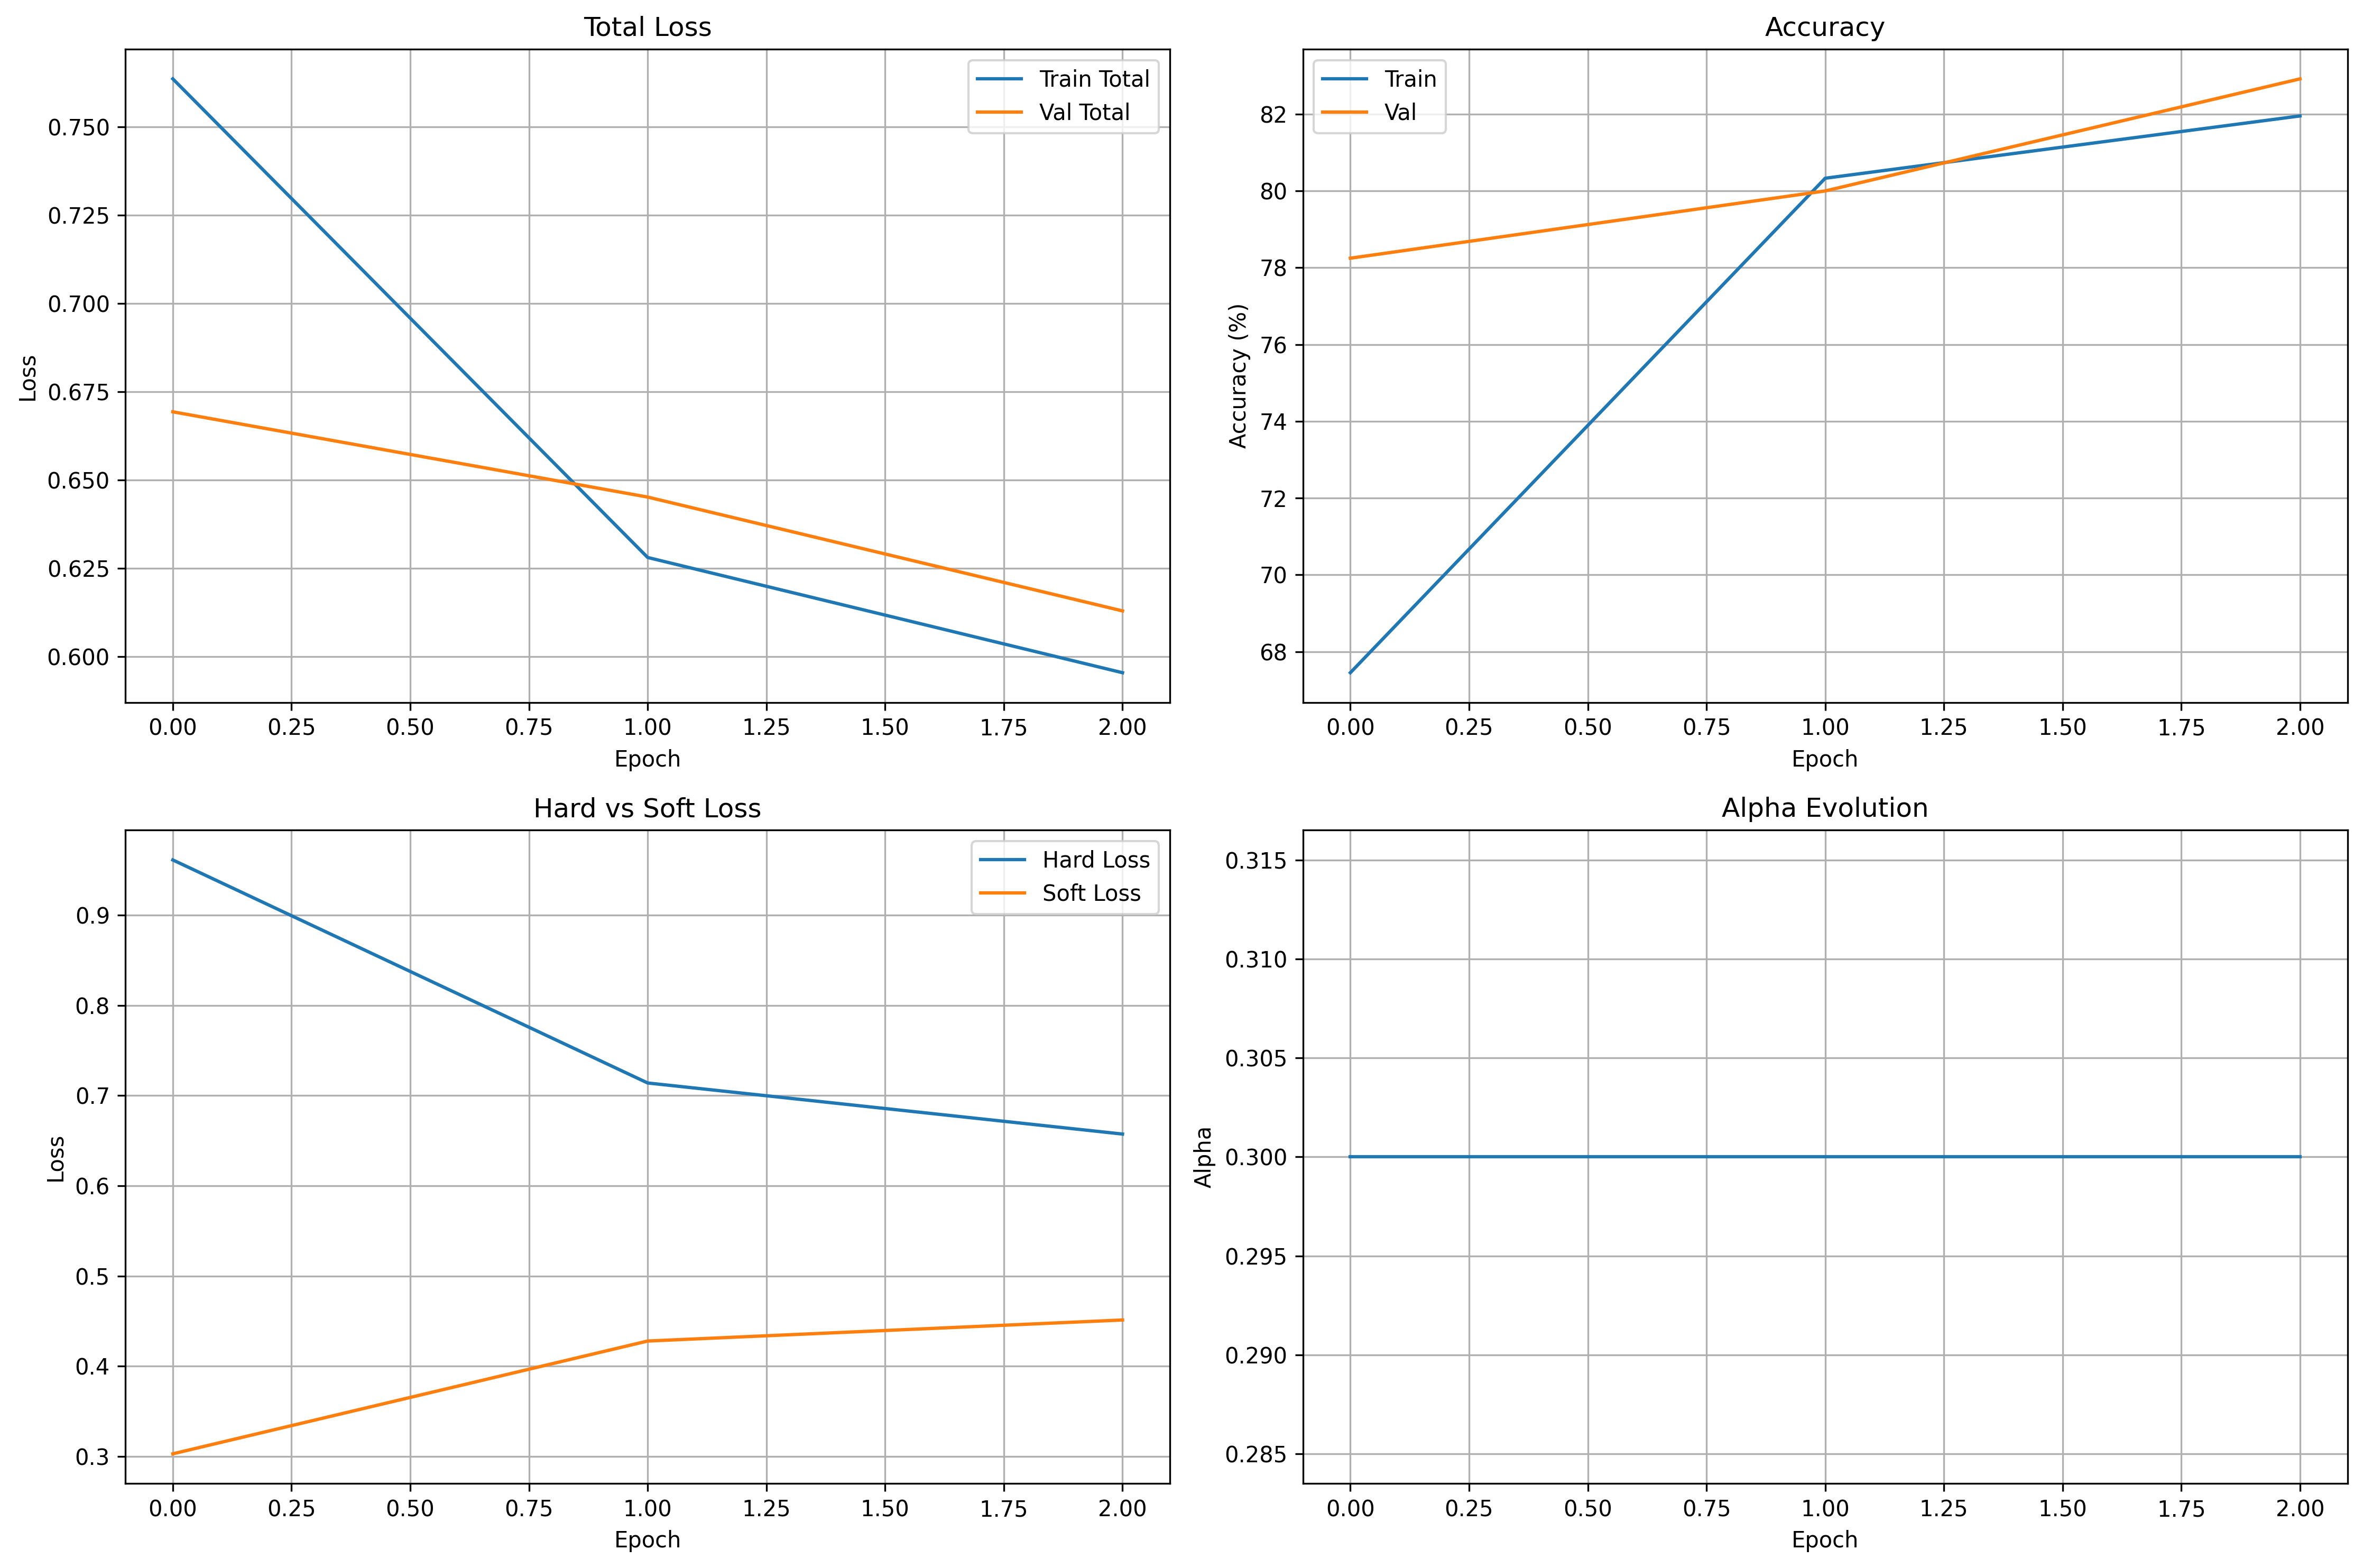 Total Loss
Train Total
Val Total
0.750
0.725
0.700
0.675
0.650
0.625
0.600
Loss
0.00 0.25 0.50 0.75 1.00 1.25 1.50 1.75 2.00
Epoch
Accuracy
Train
Val
82
80
78
76
74
72
70
68
Accuracy (%)
0.00 0.25 0.50 0.75 1.00 1.25 1.50 1.75 2.00
Epoch
Hard vs Soft Loss
Hard Loss
Soft Loss
0.9
0.8
0.7
0.6
0.5
0.4
0.3
Loss
0.00 0.25 0.50 0.75 1.00 1.25 1.50 1.75 2.00
Epoch
Alpha Evolution
0.315
0.310
0.305
0.300
0.295
0.290
0.285
Alpha
0.00 0.25 0.50 0.75 1.00 1.25 1.50 1.75 2.00
Epoch